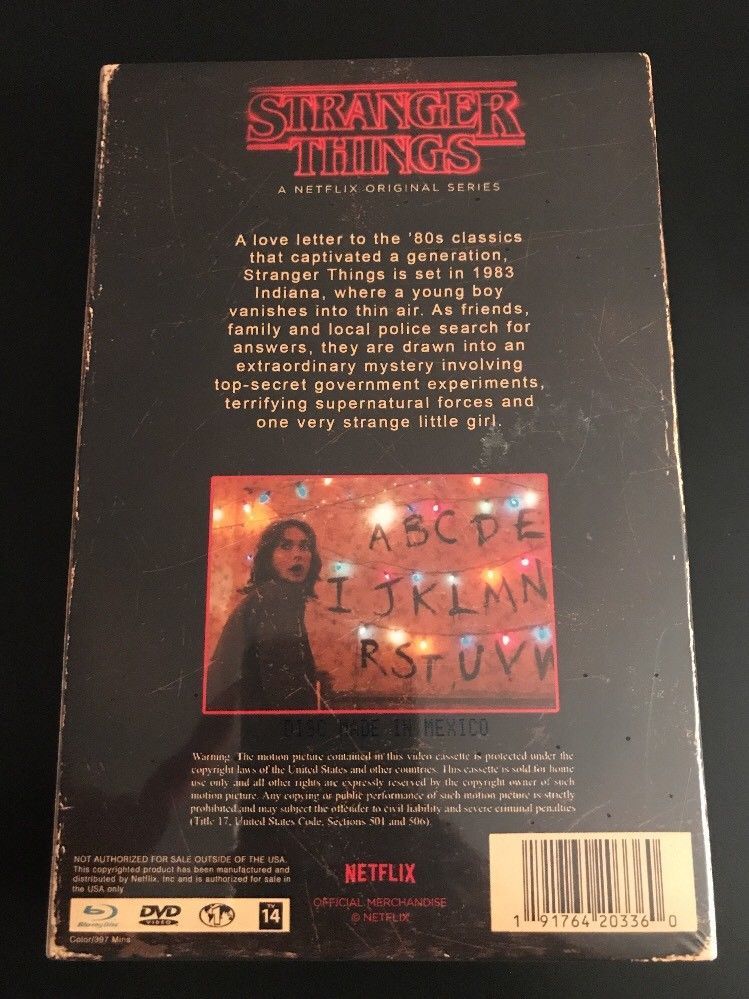 STRANGER
THINGS
A NETFLIX ORIGINAL SERIES
A love letter to the '80s classics
that captivated a generation,
Stranger Things is set in 1983
Indiana, where a young boy
vanishes into thin air. As friends,
family and local police search for
answers, they are drawn into an
extraordinary mystery involving
top-secret government experiments,
terrifying supernatural forces and
one very strange little girl.
ABCDE
IJKLMN
RSTUVW
DISC MADE IN MEXICO
Warning: The motion picture contained in this video cassette is protected under the
copyright laws of the United States and other countries. This cassette is sold for home
use only and all other rights are expressly reserved by the copyright owner of such
motion picture. Any copying or public performance of such motion picture is strictly
prohibited and may subject the offender to civil liability and severe criminal penalties
(Title 17, United States Code, Sections 501 and 506).
NOT AUTHORIZED FOR SALE OUTSIDE OF THE USA.
This copyrighted product has been manufactured and
distributed by Netflix, Inc and is authorized for sale in
the USA only
Blu-ray Disc DVD VIDEO 1 TV 14
Color/397 Mins
NETFLIX
OFFICIAL MERCHANDISE
© NETFLIX
1 91764 20336 0